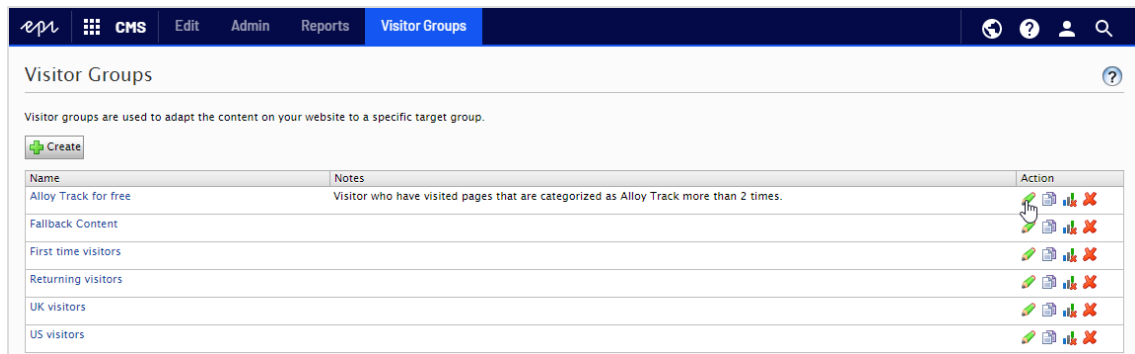 epi CMS Edit Admin Reports Visitor Groups
Visitor Groups
Visitor groups are used to adapt the content on your website to a specific target group.
Create
Name Notes Action
Alloy Track for free Visitor who have visited pages that are categorized as Alloy Track more than 2 times.
Fallback Content
First time visitors
Returning visitors
UK visitors
US visitors